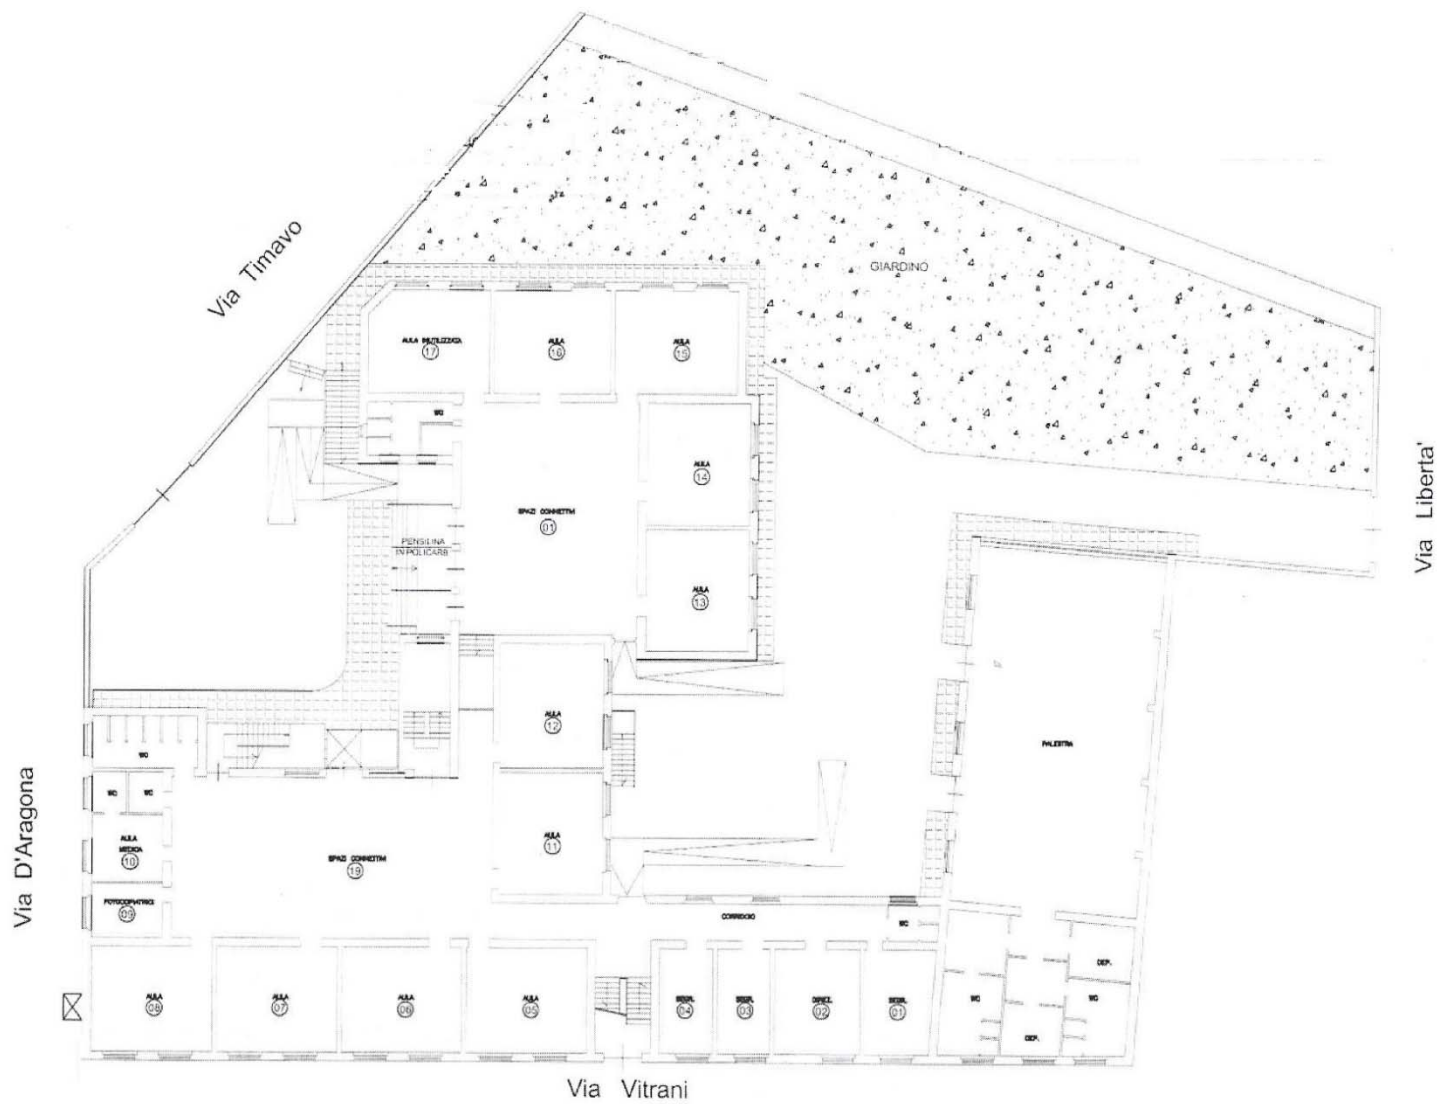 Via Timavo
GIARDINO
AULA INUTILIZZATA
17
AULA
16
AULA
15
WC
AULA
14
Via Liberta'
SPAZI CONNETTIVI
01
PENSILINA
IN POLICARB.
AULA
13
AULA
12
PALESTRA
WC
WC
WC
AULA
MEDICA
10
AULA
11
Via D'Aragona
SPAZI CONNETTIVI
19
FOTOCOPIATRICI
09
CORRIDOIO
WC
DEP.
AULA
08
AULA
07
AULA
06
AULA
05
SEGR.
04
SEGR.
03
DIREZ.
02
SEGR.
01
WC
WC
DEP.
Via Vitrani